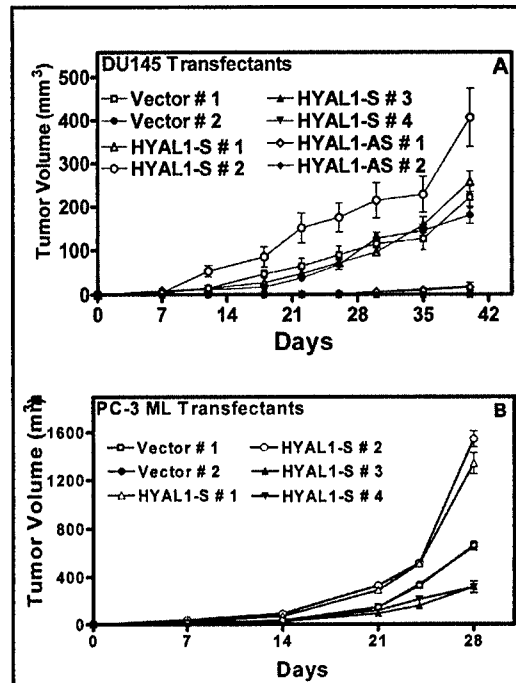 DU145 Transfectants
A
Vector # 1
HYAL1-S # 3
Vector # 2
HYAL1-S # 4
HYAL1-S # 1
HYAL1-AS # 1
HYAL1-S # 2
HYAL1-AS # 2
Tumor Volume (mm3)
500
400
300
200
100
0
0 7 14 21 28 35 42
Days
PC-3 ML Transfectants
B
Vector # 1
HYAL1-S # 2
Vector # 2
HYAL1-S # 3
HYAL1-S # 1
HYAL1-S # 4
Tumor Volume
1600
1200
800
400
0
0 7 14 21 28
Days